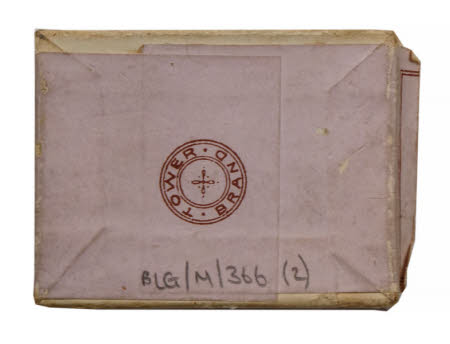 TOWER • BRAND •
BLG/M/366 (2)